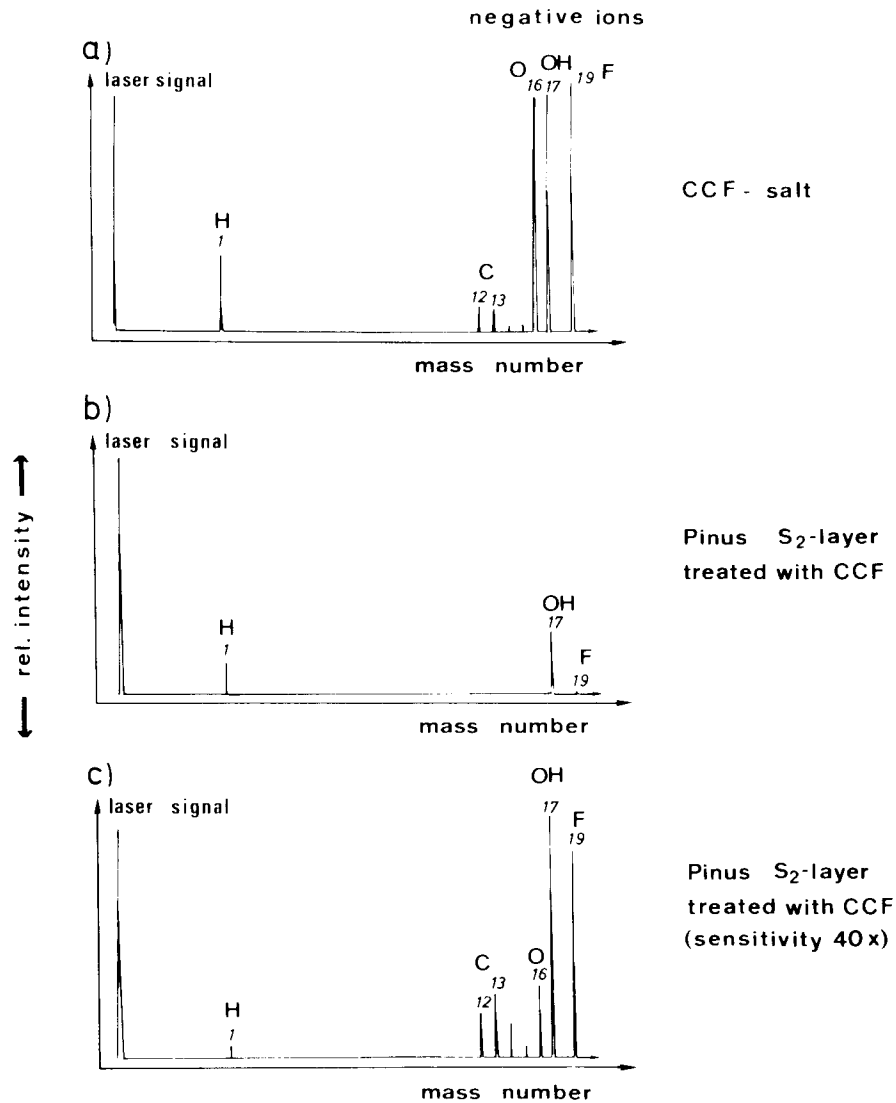 negative ions
a)
laser signal
H
1
C
12 13
O
16
OH
17
19 F
mass number
CCF - salt
b)
laser signal
H
1
OH
17
F
19
mass number
Pinus S₂-layer
treated with CCF
← rel. intensity →
c)
laser signal
H
1
C
12
13
O
16
OH
17
F
19
mass number
Pinus S₂-layer
treated with CCF
(sensitivity 40x)